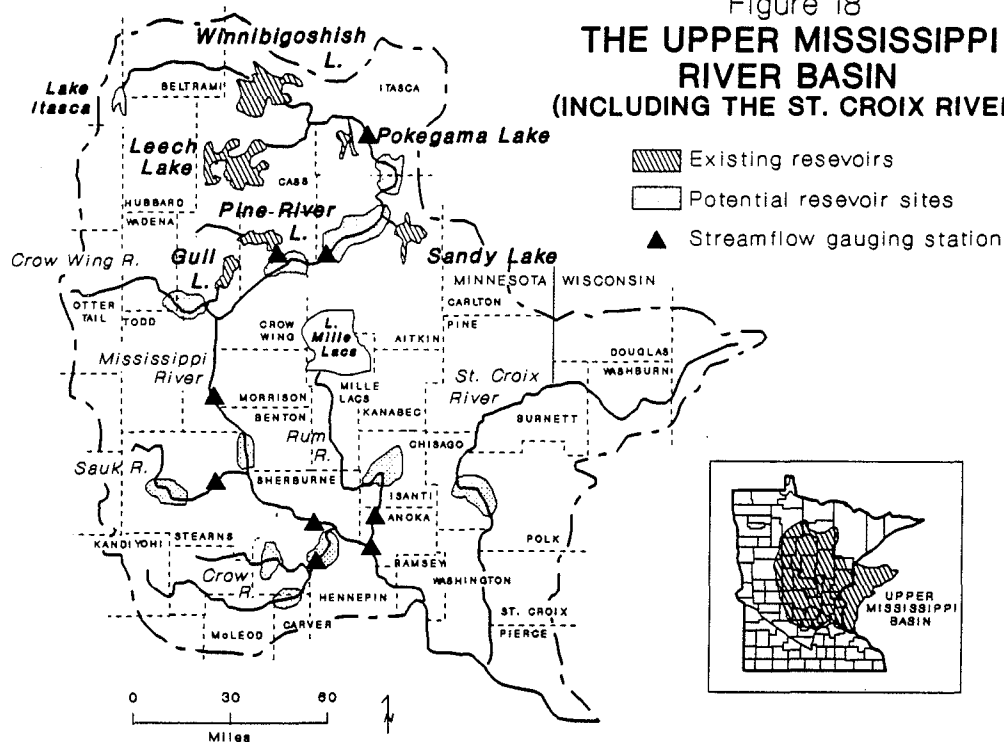 Figure 18
THE UPPER MISSISSIPPI
RIVER BASIN
(INCLUDING THE ST. CROIX RIVE
Existing resevoirs
Potential reservoir sites
Streamflow gauging station
Winnibigoshish
L.
Lake
Itasca
BELTRAMI
ITASCA
Leech
Lake
Pokegama Lake
CASS
HUBBARD
WADENA
Pine-River
L.
Gull
L.
Sandy Lake
Crow Wing R.
MINNESOTA
WISCONSIN
OTTER
TAIL
TODD
CARLTON
PINE
CROW
WING
L.
Mille
Lacs
AITKIN
DOUGLAS
WASHBURN
Mississippi
River
MILLE
LACS
St. Croix
River
MORRISON
BENTON
KANABEC
BURNETT
Rum
R.
CHISAGO
Sauk R.
SHERBURNE
ISANTI
ANOKA
KANDIYOHI
STEARNS
POLK
Crow
R.
RAMSEY
WASHINGTON
HENNEPIN
ST. CROIX
PIERCE
McLEOD
CARVER
UPPER
MISSISSIPPI
BASIN
0 30 60
Miles
N